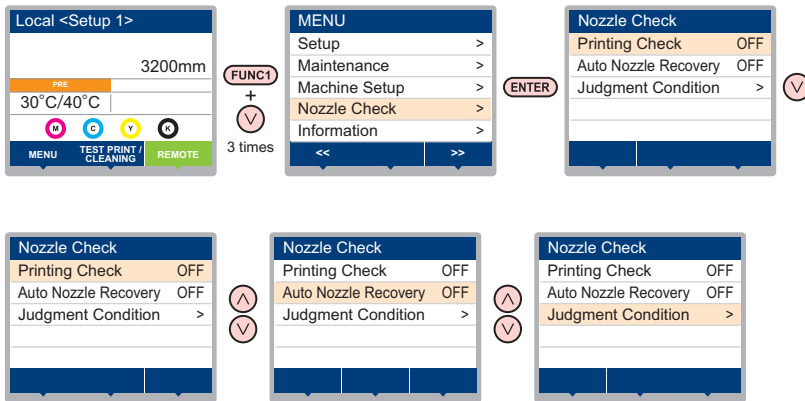 Local <Setup 1>
3200mm
PRE
30°C/40°C
M C Y K
MENU TEST PRINT / CLEANING REMOTE
FUNC1
+
3 times
MENU
Setup >
Maintenance >
Machine Setup >
Nozzle Check >
Information >
<< >>
ENTER
Nozzle Check
Printing Check OFF
Auto Nozzle Recovery OFF
Judgment Condition >
Nozzle Check
Printing Check OFF
Auto Nozzle Recovery OFF
Judgment Condition >
Nozzle Check
Printing Check OFF
Auto Nozzle Recovery OFF
Judgment Condition >
Nozzle Check
Printing Check OFF
Auto Nozzle Recovery OFF
Judgment Condition >